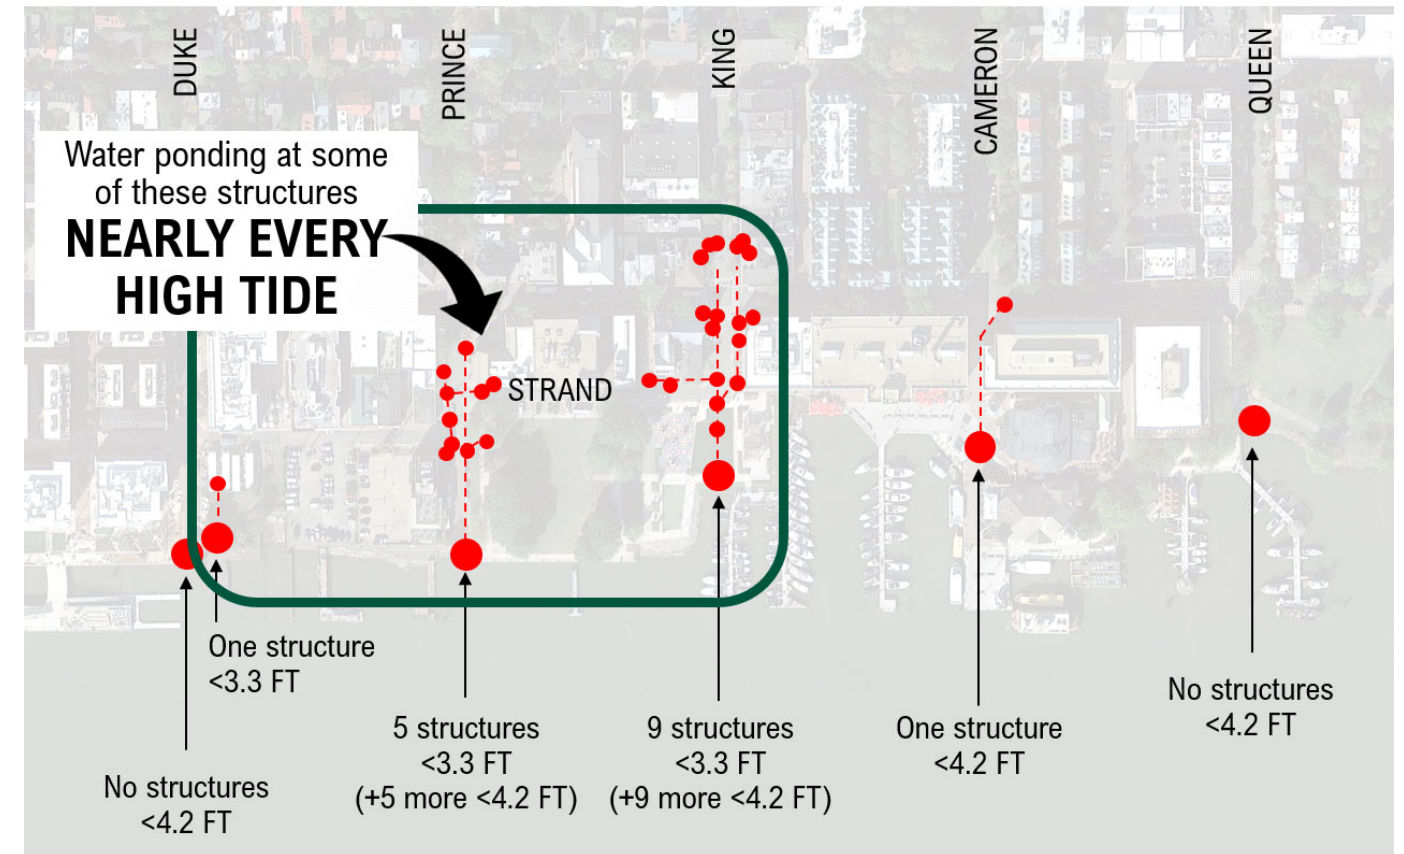 DUKE
PRINCE
KING
CAMERON
QUEEN
Water ponding at some
of these structures
NEARLY EVERY
HIGH TIDE
STRAND
One structure
<3.3 FT
No structures
<4.2 FT
5 structures
<3.3 FT
(+5 more <4.2 FT)
9 structures
<3.3 FT
(+9 more <4.2 FT)
One structure
<4.2 FT
No structures
<4.2 FT